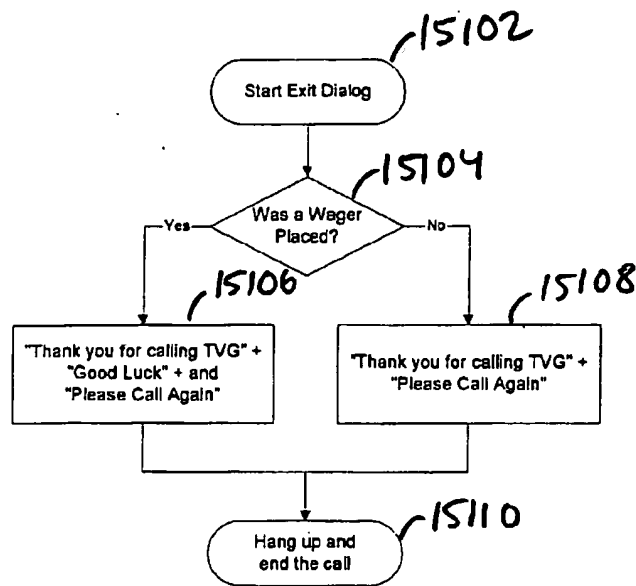 15102
Start Exit Dialog
15104
Was a Wager
Placed?
Yes
No
15106
15108
"Thank you for calling TVG" +
"Good Luck" + and
"Please Call Again"
"Thank you for calling TVG" +
"Please Call Again"
15110
Hang up and
end the call